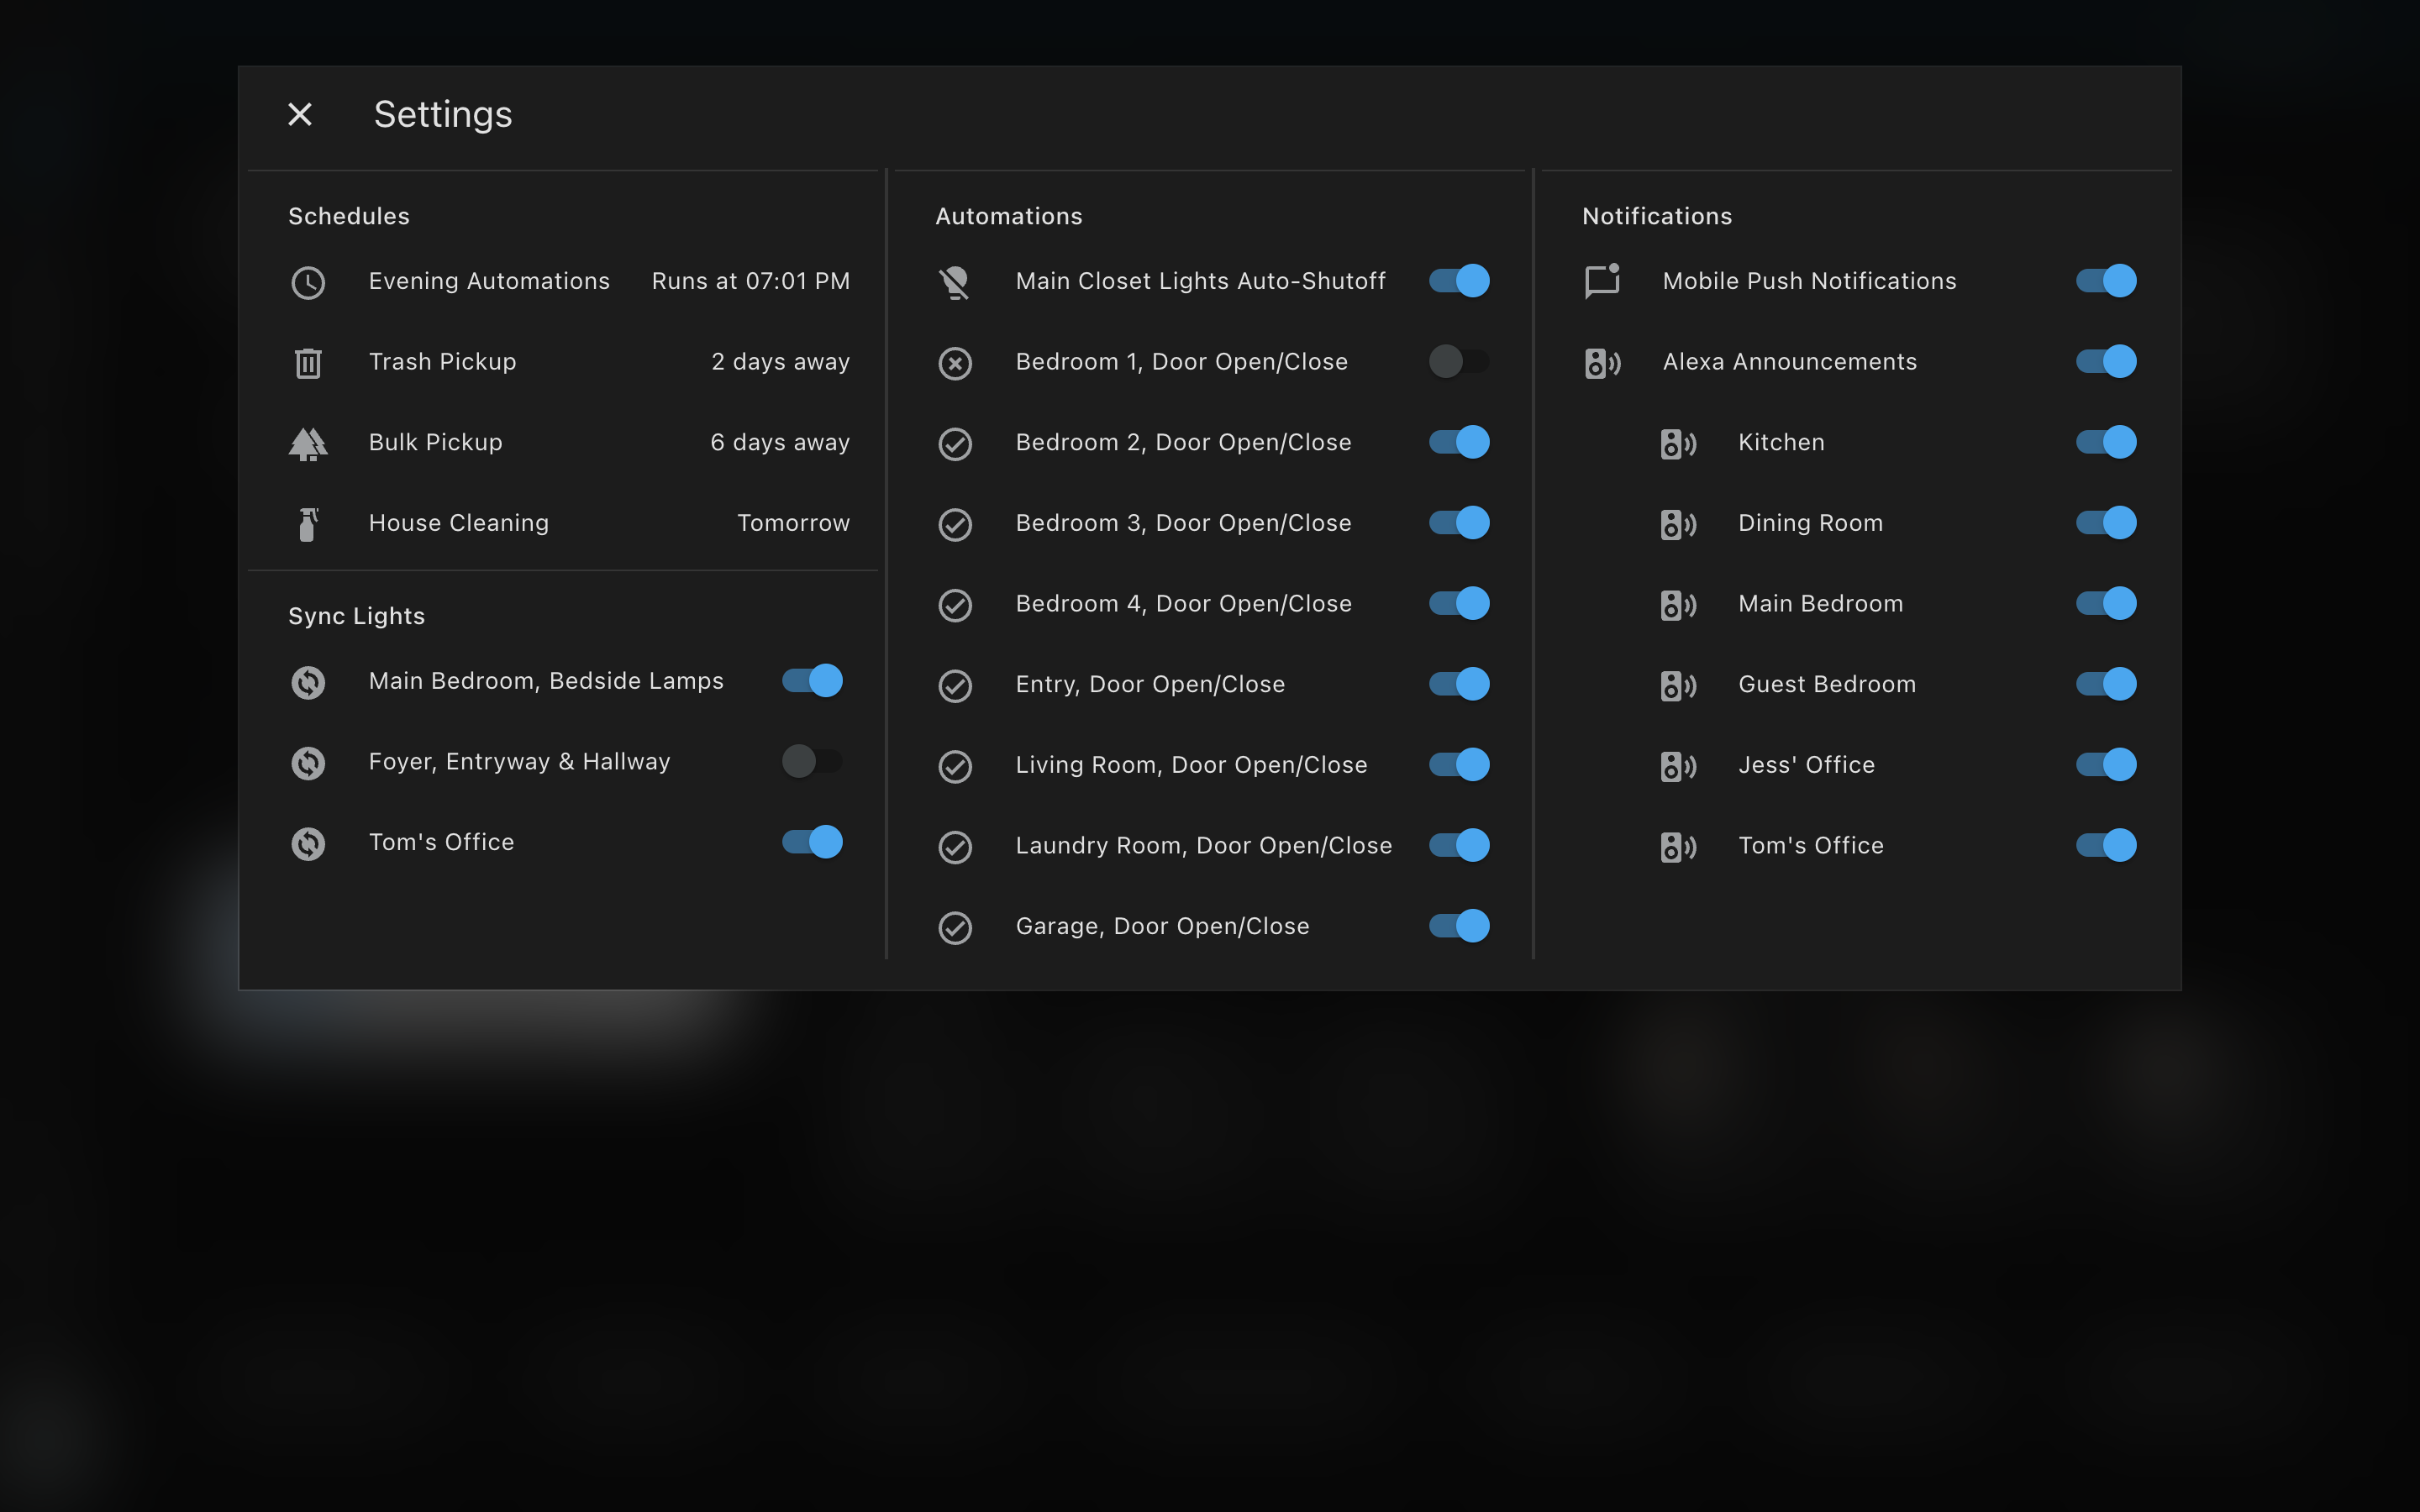 Settings
Schedules
Evening Automations Runs at 07:01 PM
Trash Pickup 2 days away
Bulk Pickup 6 days away
House Cleaning Tomorrow
Sync Lights
Main Bedroom, Bedside Lamps
Foyer, Entryway & Hallway
Tom's Office
Automations
Main Closet Lights Auto-Shutoff
Bedroom 1, Door Open/Close
Bedroom 2, Door Open/Close
Bedroom 3, Door Open/Close
Bedroom 4, Door Open/Close
Entry, Door Open/Close
Living Room, Door Open/Close
Laundry Room, Door Open/Close
Garage, Door Open/Close
Notifications
Mobile Push Notifications
Alexa Announcements
Kitchen
Dining Room
Main Bedroom
Guest Bedroom
Jess' Office
Tom's Office